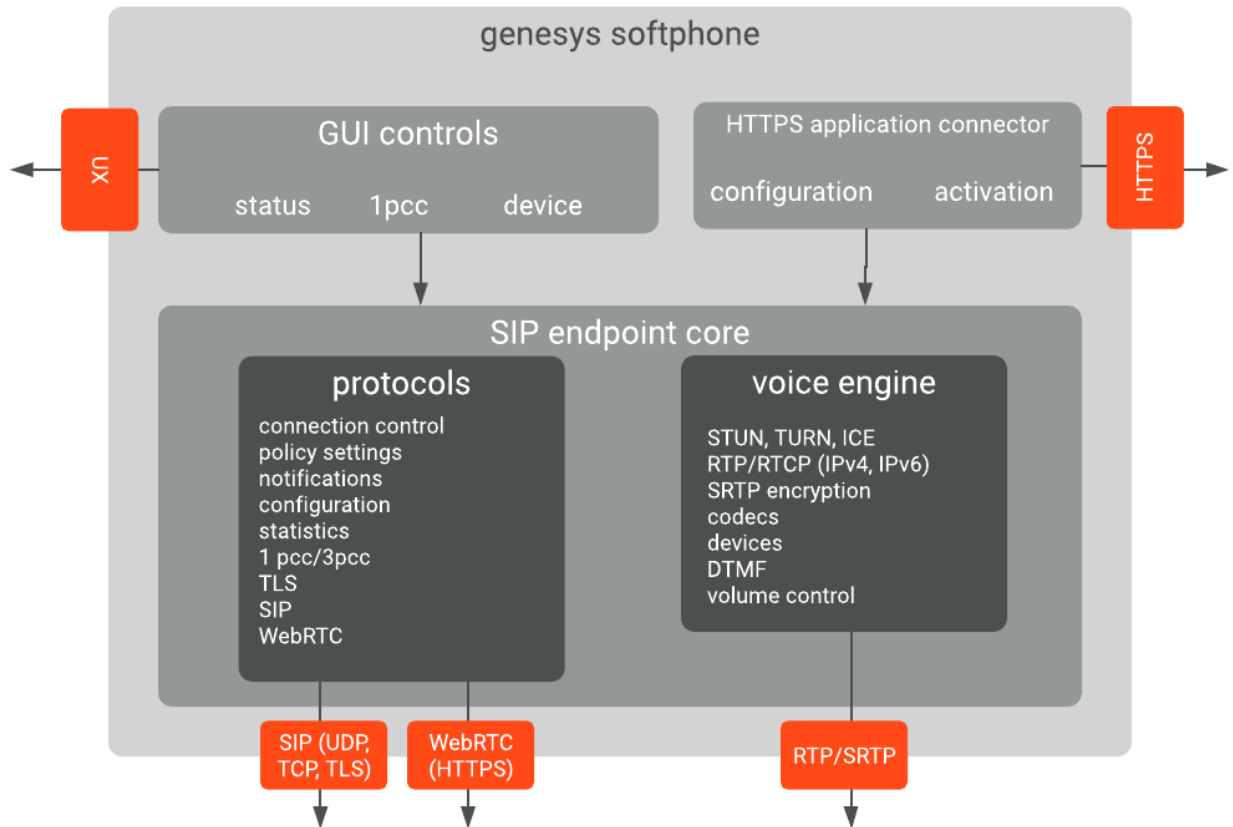 genesys softphone
GUI controls
status 1pcc device
UX
HTTPS application connector
configuration activation
HTTPS
SIP endpoint core
protocols
connection control
policy settings
notifications
configuration
statistics
1 pcc/3pcc
TLS
SIP
WebRTC
voice engine
STUN, TURN, ICE
RTP/RTCP (IPv4, IPv6)
SRTP encryption
codecs
devices
DTMF
volume control
SIP (UDP,
TCP, TLS)
WebRTC
(HTTPS)
RTP/SRTP